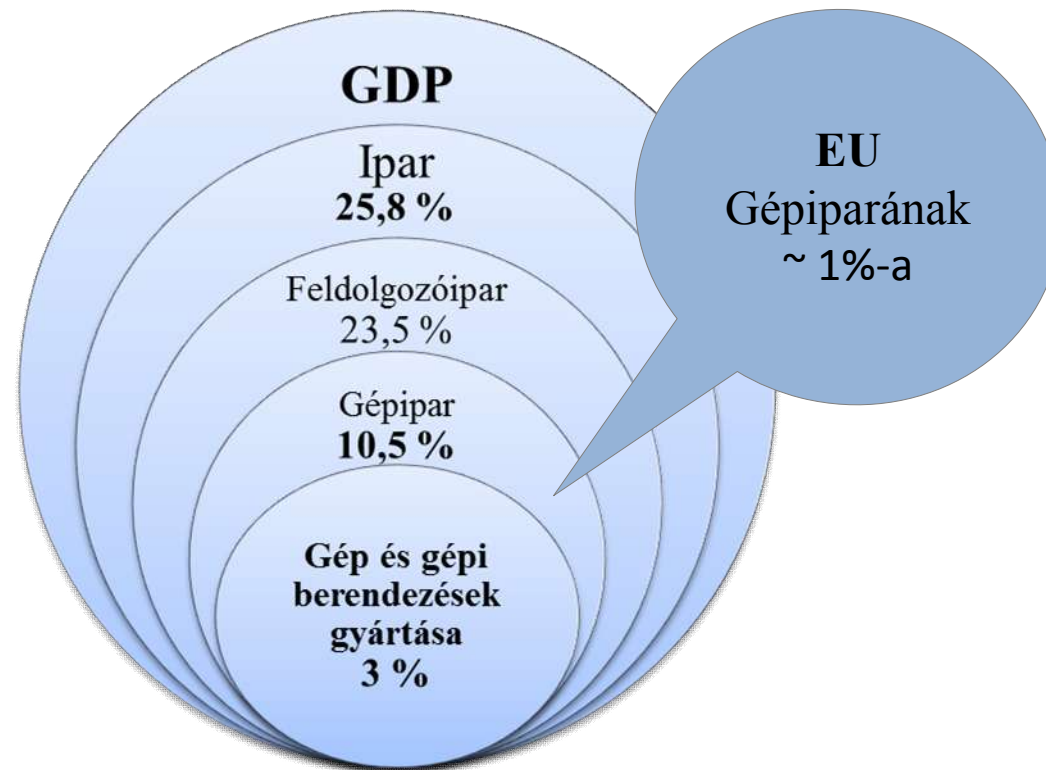 GDP
Ipar
25,8 %
Feldolgozóipar
23,5 %
Gépipar
10,5 %
Gép és gépi
berendezések
gyártása
3 %
EU
Gépiparának
~ 1%-a